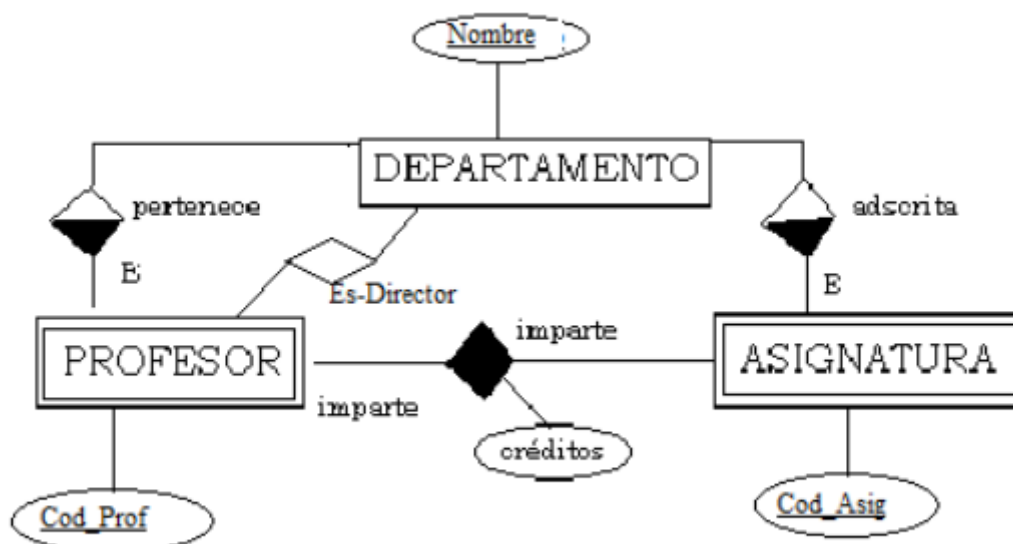 Nombre
DEPARTAMENTO
pertenece
adscrita
E
Es-Director
E
PROFESOR
imparte
ASIGNATURA
imparte
créditos
Cod_Prof
Cod_Asig